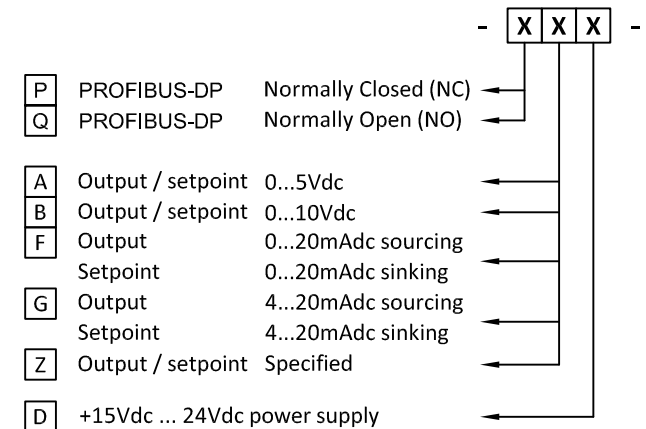 - X X X -
P PROFIBUS-DP Normally Closed (NC)
Q PROFIBUS-DP Normally Open (NO)
A Output / setpoint 0...5Vdc
B Output / setpoint 0...10Vdc
F Output 0...20mAdc sourcing
Setpoint 0...20mAdc sinking
G Output 4...20mAdc sourcing
Setpoint 4...20mAdc sinking
Z Output / setpoint Specified
D +15Vdc ... 24Vdc power supply